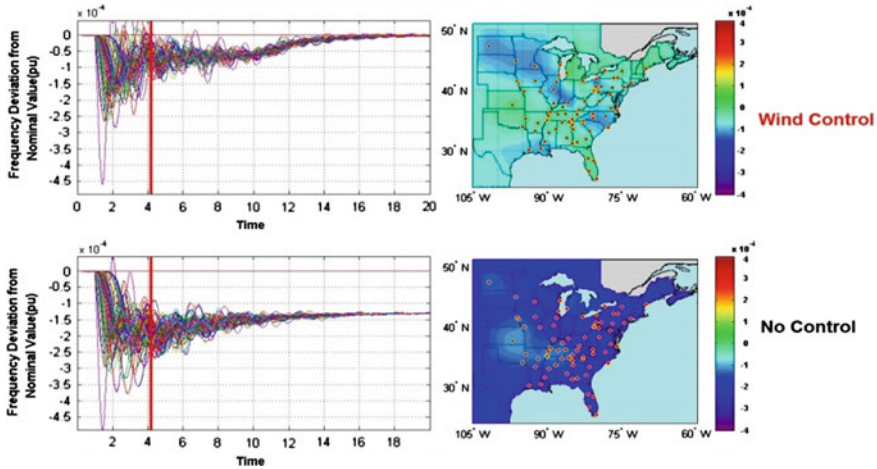 x 10⁻⁴
0
-0.5
-1
-1.5
-2
-2.5
-3
-3.5
-4
-4.5
0 2 4 6 8 10 12 14 16 18 20
Time
Frequency Deviation from
Nominal Value(pu)
50° N
40° N
30° N
105° W 90° W 75° W 60° W
x 10⁻⁴
4
3
2
1
0
-1
-2
-3
-4
Wind Control
x 10⁻⁴
0
-0.5
-1
-1.5
-2
-2.5
-3
-3.5
-4
-4.5
2 4 6 8 10 12 14 16 18 20
Time
Frequency Deviation from
Nominal Value(pu)
50° N
40° N
30° N
105° W 90° W 75° W 60° W
x 10⁻⁴
4
3
2
1
0
-1
-2
-3
-4
No Control